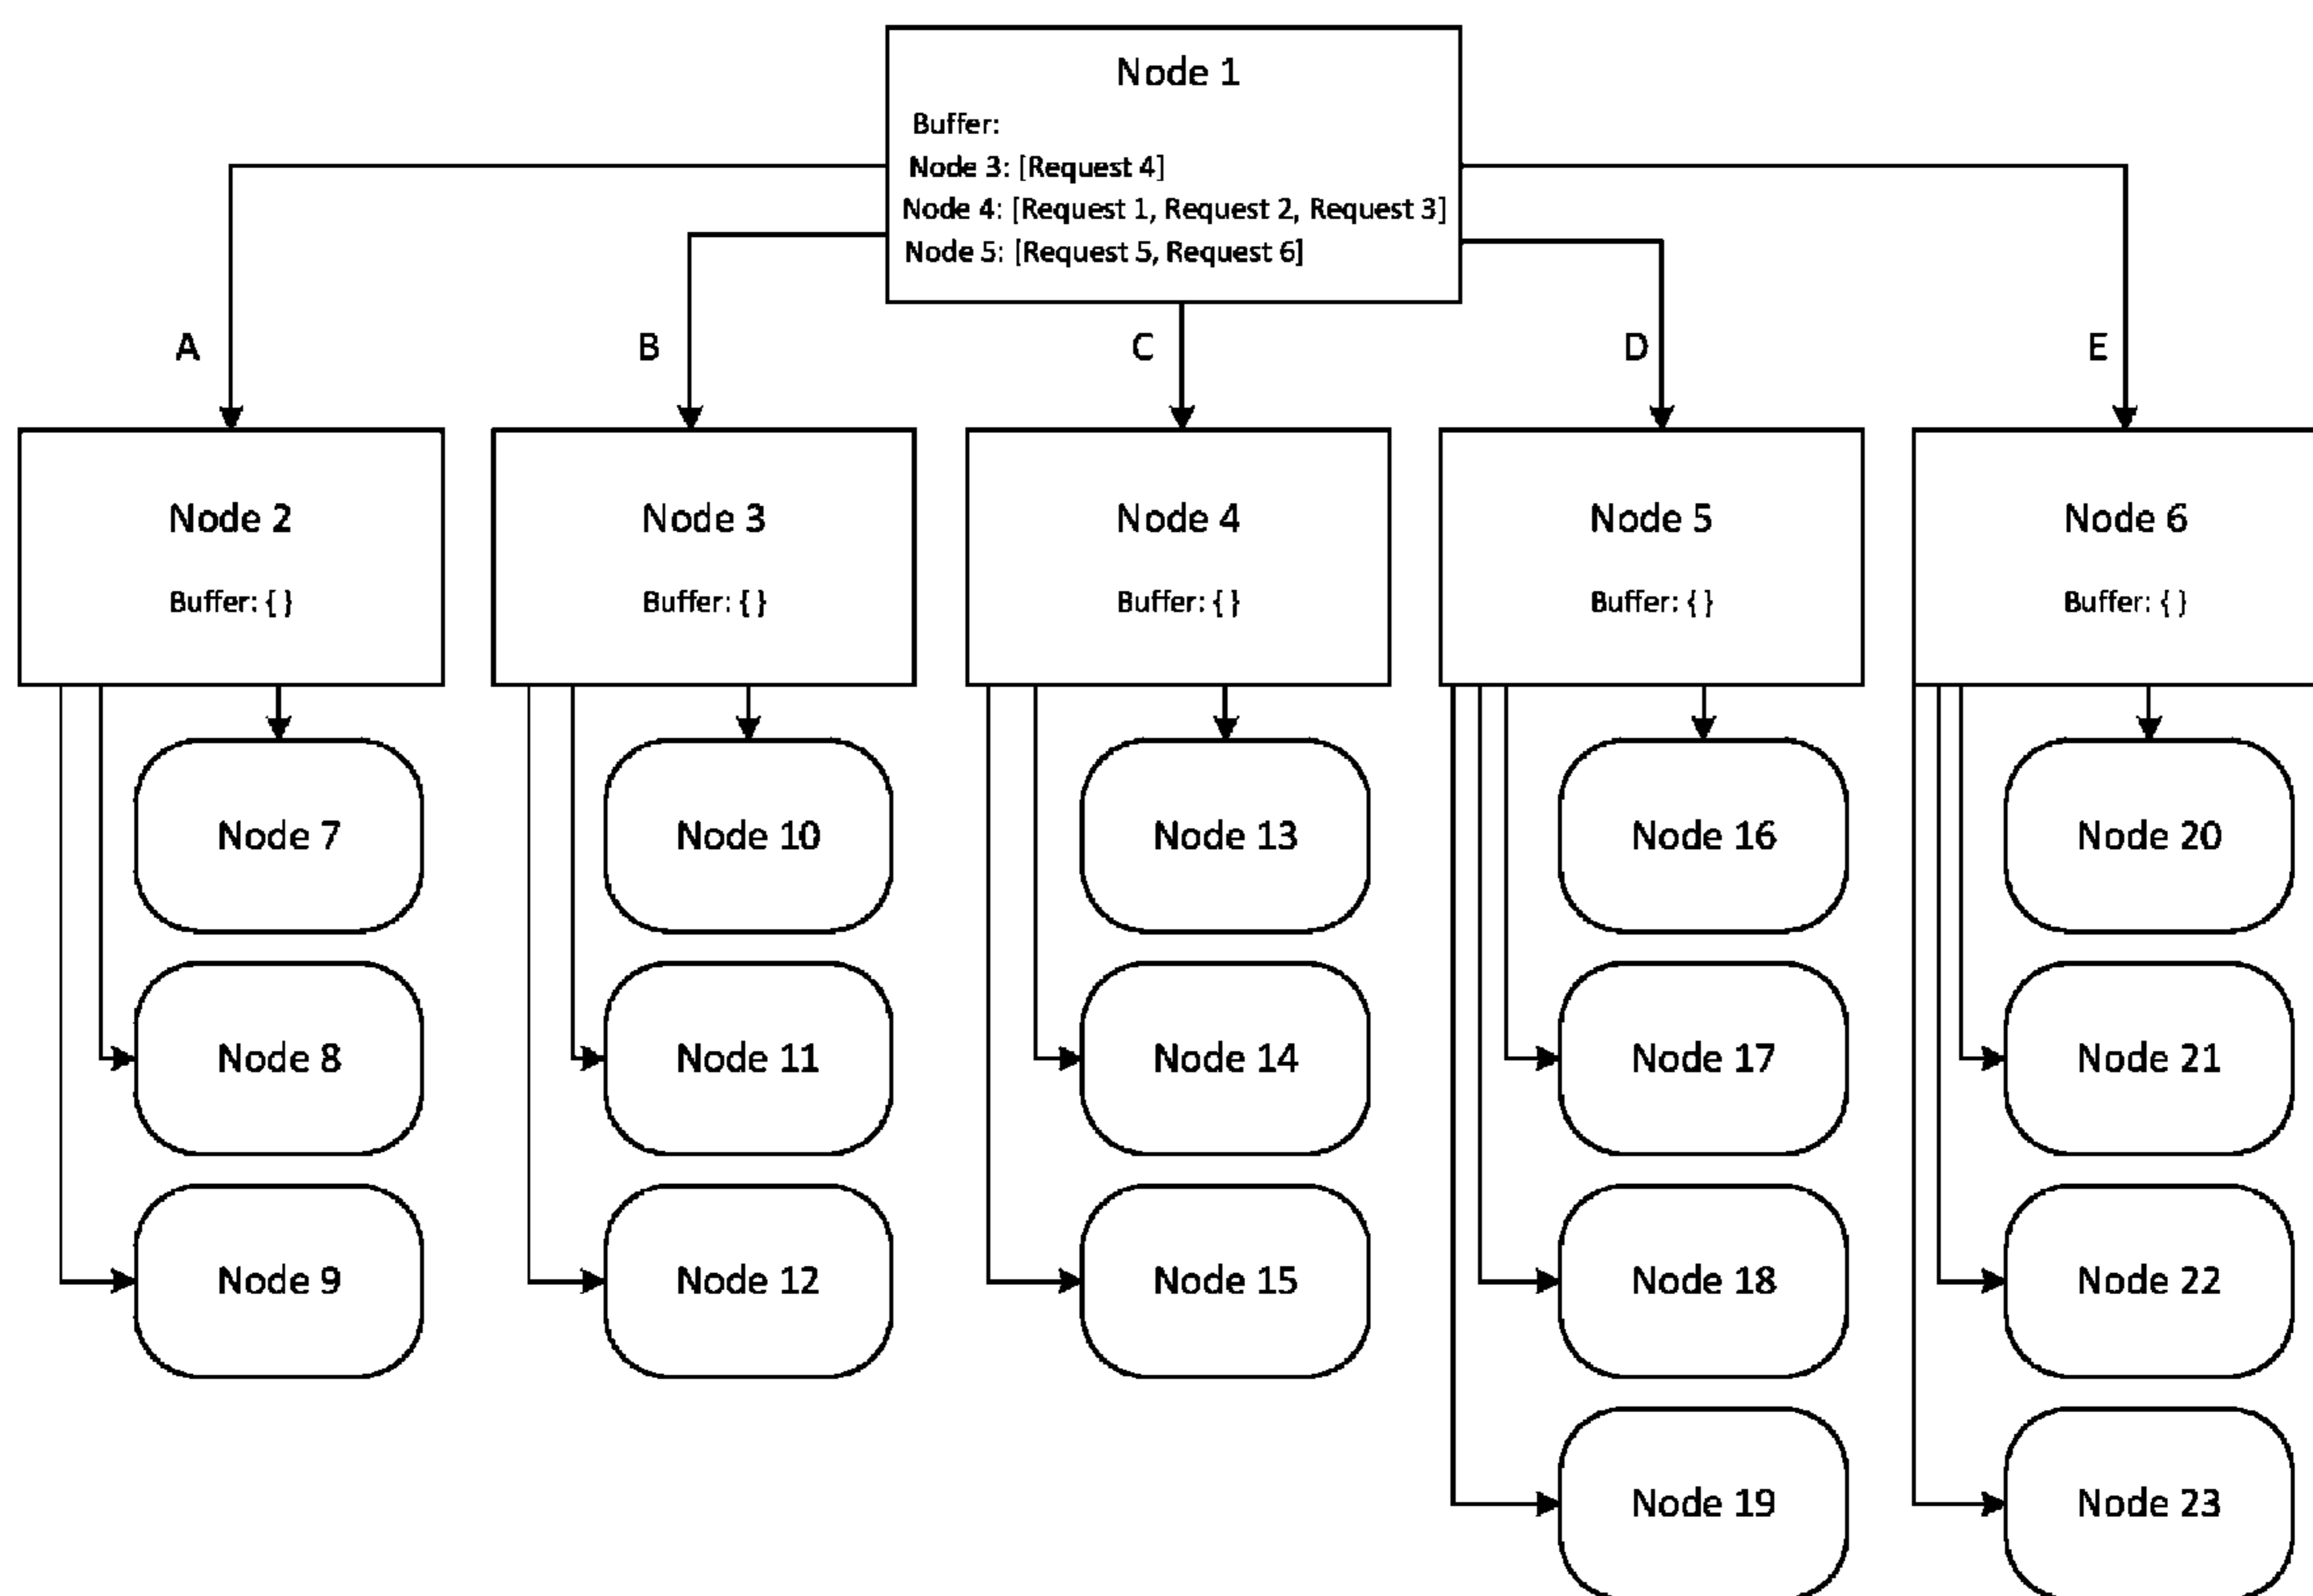 Node 1
Buffer:
Node 3: [Request 4]
Node 4: [Request 1, Request 2, Request 3]
Node 5: [Request 5, Request 6]
A
B
C
D
E
Node 2
Buffer: { }
Node 3
Buffer: { }
Node 4
Buffer: { }
Node 5
Buffer: { }
Node 6
Buffer: { }
Node 7
Node 10
Node 13
Node 16
Node 20
Node 8
Node 11
Node 14
Node 17
Node 21
Node 9
Node 12
Node 15
Node 18
Node 22
Node 19
Node 23